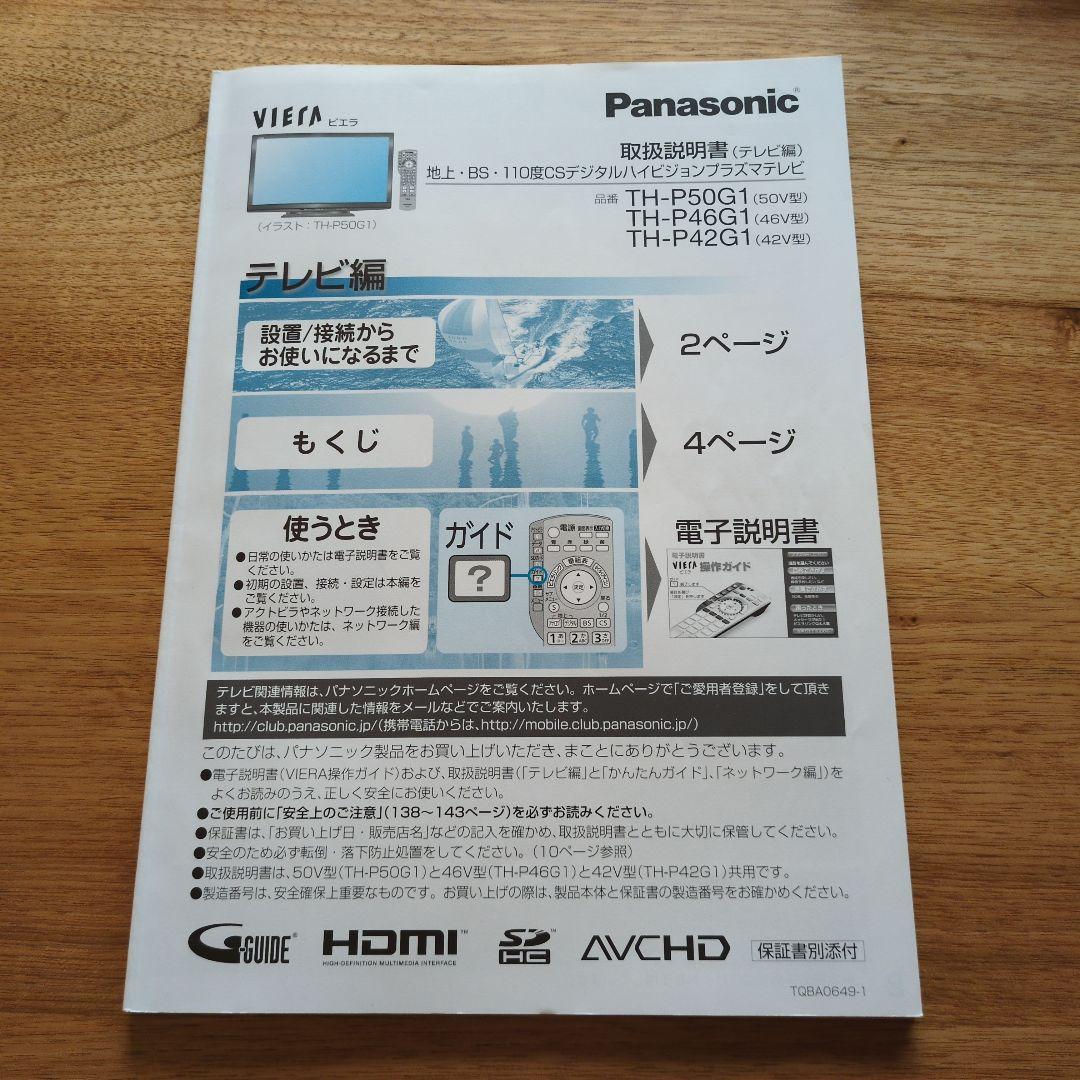 VIERA ビエラ
Panasonic®
取扱説明書(テレビ編)
地上・BS・110度CSデジタルハイビジョンプラズマテレビ
品番 TH-P50G1(50V型)
TH-P46G1(46V型)
TH-P42G1(42V型)
(イラスト:TH-P50G1)
テレビ編
設置/接続から
お使いになるまで
2ページ
もくじ
4ページ
使うとき
●日常の使いかたは電子説明書をご覧
ください。
●初期の設置、接続・設定は本編を
ご覧ください。
●アクトビラやネットワーク接続した
機器の使いかたは、ネットワーク編
をご覧ください。
ガイド
?
電源
番組表
決定
戻る
BS
CS
1
2
3
電子説明書
電子説明書
VIERA 操作ガイド
ビエラ
テレビ関連情報は、パナソニックホームページをご覧ください。ホームページで「ご愛用者登録」をして頂き
ますと、本製品に関連した情報をメールなどでご案内いたします。
http://club.panasonic.jp/(携帯電話からは、http://mobile.club.panasonic.jp/)
このたびは、パナソニック製品をお買い上げいただき、まことにありがとうございます。
●電子説明書(VIERA操作ガイド)および、取扱説明書(「テレビ編」と「かんたんガイド」、「ネットワーク編」)を
よくお読みのうえ、正しく安全にお使いください。
●ご使用前に「安全上のご注意」(138〜143ページ)を必ずお読みください。
●保証書は、「お買い上げ日・販売店名」などの記入を確かめ、取扱説明書とともに大切に保管してください。
●安全のため必ず転倒・落下防止処置をしてください。(10ページ参照)
●取扱説明書は、50V型(TH-P50G1)と46V型(TH-P46G1)と42V型(TH-P42G1)共用です。
●製造番号は、安全確保上重要なものです。お買い上げの際は、製品本体と保証書の製造番号をお確かめください。
G-GUIDE®
HDMI™
HIGH-DEFINITION MULTIMEDIA INTERFACE
SD HC™
AVCHD
保証書別添付
TQBA0649-1